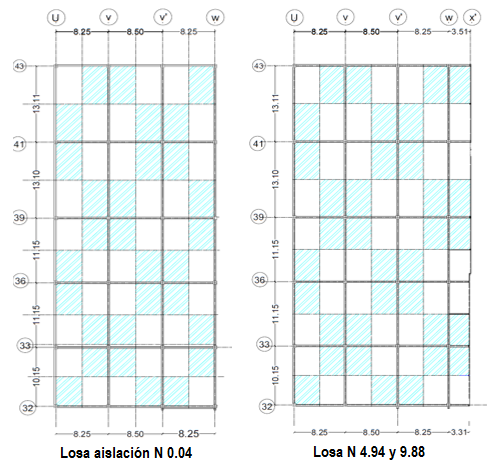 U V V' W
8.25 8.50 8.25
43
13.11
41
13.10
39
11.15
36
11.15
33
10.15
32
8.25 8.50 8.25
Losa aislación N 0.04
U V V' W X'
8.25 8.50 8.25 3.51
43
13.11
41
13.10
39
11.15
36
11.15
33
10.15
32
8.25 8.50 8.25 3.31
Losa N 4.94 y 9.88